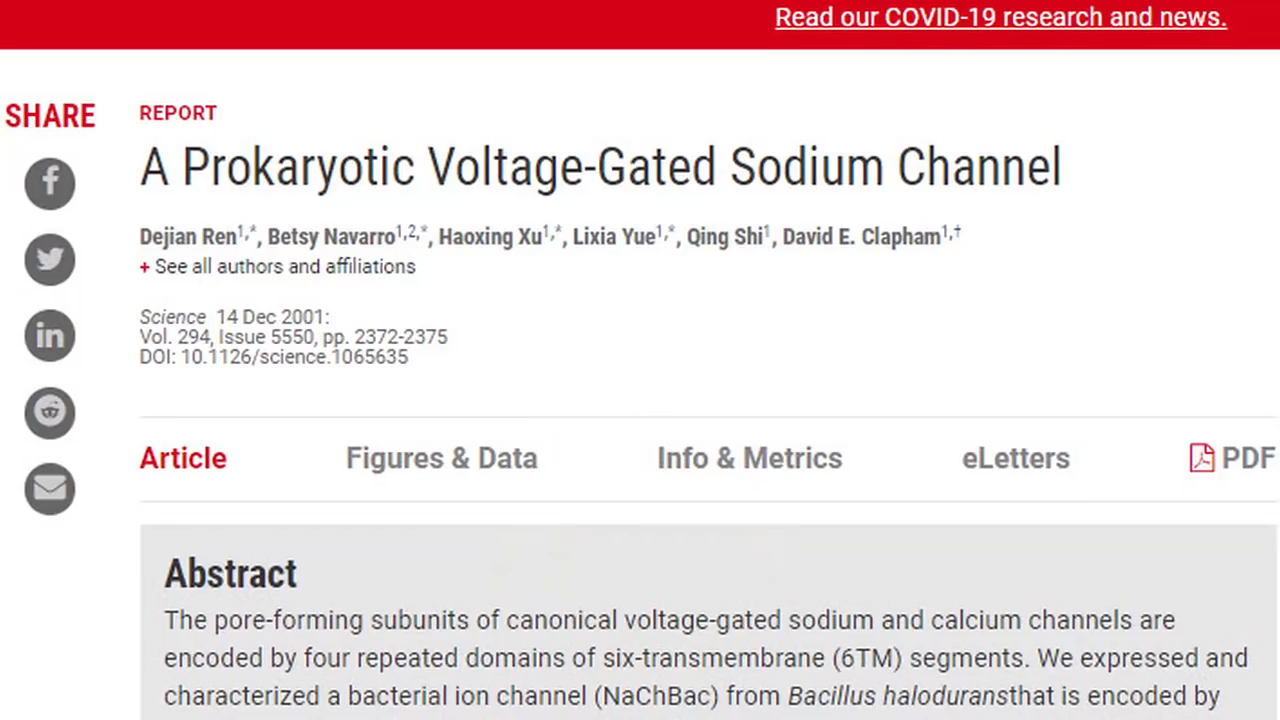 Read our COVID-19 research and news.
SHARE
REPORT
A Prokaryotic Voltage-Gated Sodium Channel
Dejian Ren1,*, Betsy Navarro1,2,*, Haoxing Xu1,*, Lixia Yue1,*, Qing Shi1, David E. Clapham1,†
+ See all authors and affiliations
Science 14 Dec 2001:
Vol. 294, Issue 5550, pp. 2372-2375
DOI: 10.1126/science.1065635
Article Figures & Data Info & Metrics eLetters PDF
Abstract
The pore-forming subunits of canonical voltage-gated sodium and calcium channels are
encoded by four repeated domains of six-transmembrane (6TM) segments. We expressed and
characterized a bacterial ion channel (NaChBac) from Bacillus haloduransthat is encoded by